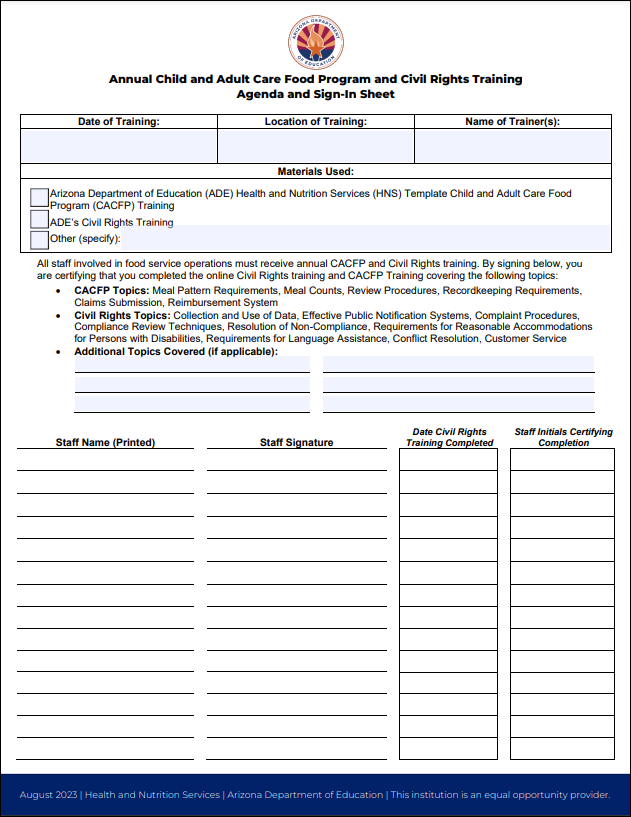 ARIZONA DEPARTMENT
OF EDUCATION
Annual Child and Adult Care Food Program and Civil Rights Training
Agenda and Sign-In Sheet
Date of Training: Location of Training: Name of Trainer(s):
Materials Used:
Arizona Department of Education (ADE) Health and Nutrition Services (HNS) Template Child and Adult Care Food
Program (CACFP) Training
ADE's Civil Rights Training
Other (specify):
All staff involved in food service operations must receive annual CACFP and Civil Rights training. By signing below, you
are certifying that you completed the online Civil Rights training and CACFP Training covering the following topics:
• CACFP Topics: Meal Pattern Requirements, Meal Counts, Review Procedures, Recordkeeping Requirements,
Claims Submission, Reimbursement System
• Civil Rights Topics: Collection and Use of Data, Effective Public Notification Systems, Complaint Procedures,
Compliance Review Techniques, Resolution of Non-Compliance, Requirements for Reasonable Accommodations
for Persons with Disabilities, Requirements for Language Assistance, Conflict Resolution, Customer Service
• Additional Topics Covered (if applicable):
Staff Name (Printed)
Staff Signature
Date Civil Rights
Training Completed
Staff Initials Certifying
Completion
August 2023 | Health and Nutrition Services | Arizona Department of Education | This institution is an equal opportunity provider.